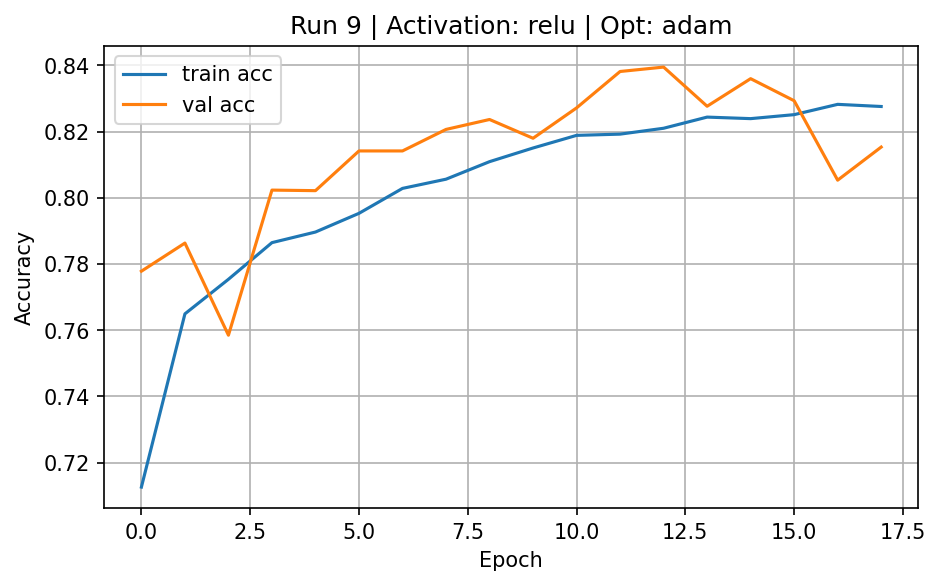 Run 9 | Activation: relu | Opt: adam
train acc
val acc
0.84
0.82
0.80
0.78
0.76
0.74
0.72
Accuracy
0.0 2.5 5.0 7.5 10.0 12.5 15.0 17.5
Epoch